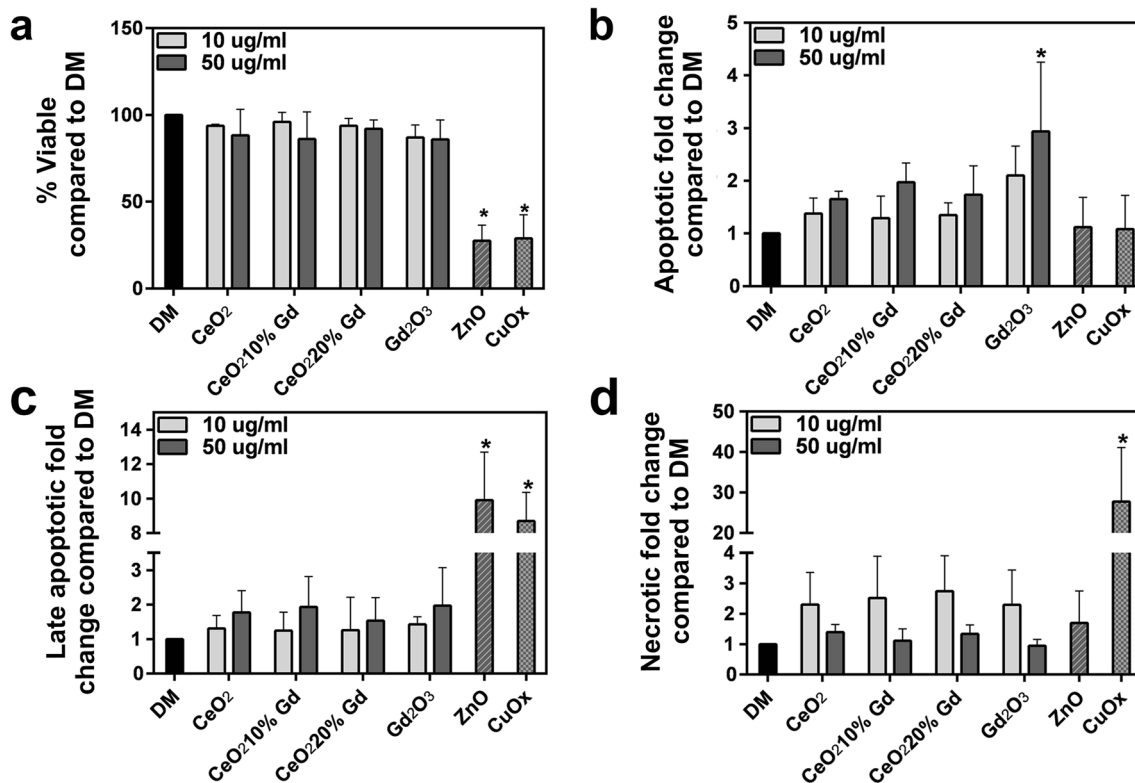 a
% Viable
compared to DM
150
100
50
0
10 ug/ml
50 ug/ml
* *
DM
CeO₂
CeO₂10% Gd
CeO₂20% Gd
Gd₂O₃
ZnO
CuOx
b
Apoptotic fold change
compared to DM
5
4
3
2
1
0
10 ug/ml
50 ug/ml
*
DM
CeO₂
CeO₂10% Gd
CeO₂20% Gd
Gd₂O₃
ZnO
CuOx
c
Late apoptotic fold
change compared to DM
14
12
10
8
3
2
1
0
10 ug/ml
50 ug/ml
* *
DM
CeO₂
CeO₂10% Gd
CeO₂20% Gd
Gd₂O₃
ZnO
CuOx
d
Necrotic fold change
compared to DM
50
40
30
20
4
3
2
1
0
10 ug/ml
50 ug/ml
*
DM
CeO₂
CeO₂10% Gd
CeO₂20% Gd
Gd₂O₃
ZnO
CuOx